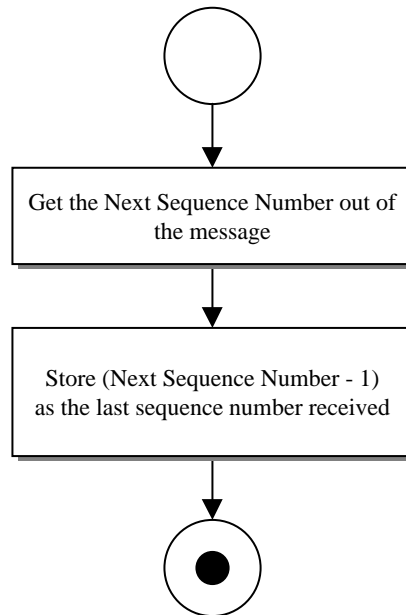 Get the Next Sequence Number out of
the message
Store (Next Sequence Number - 1)
as the last sequence number received